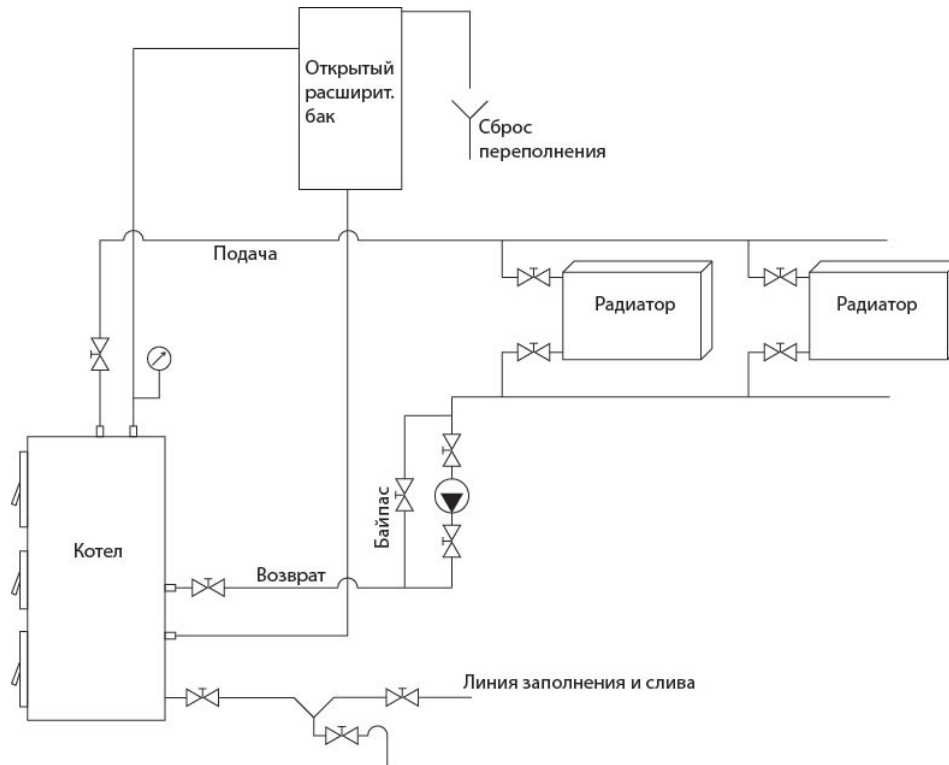 Открытый
расширит.
бак
Сброс
переполнения
Подача
Радиатор
Радиатор
Байпас
Котел
Возврат
Линия заполнения и слива